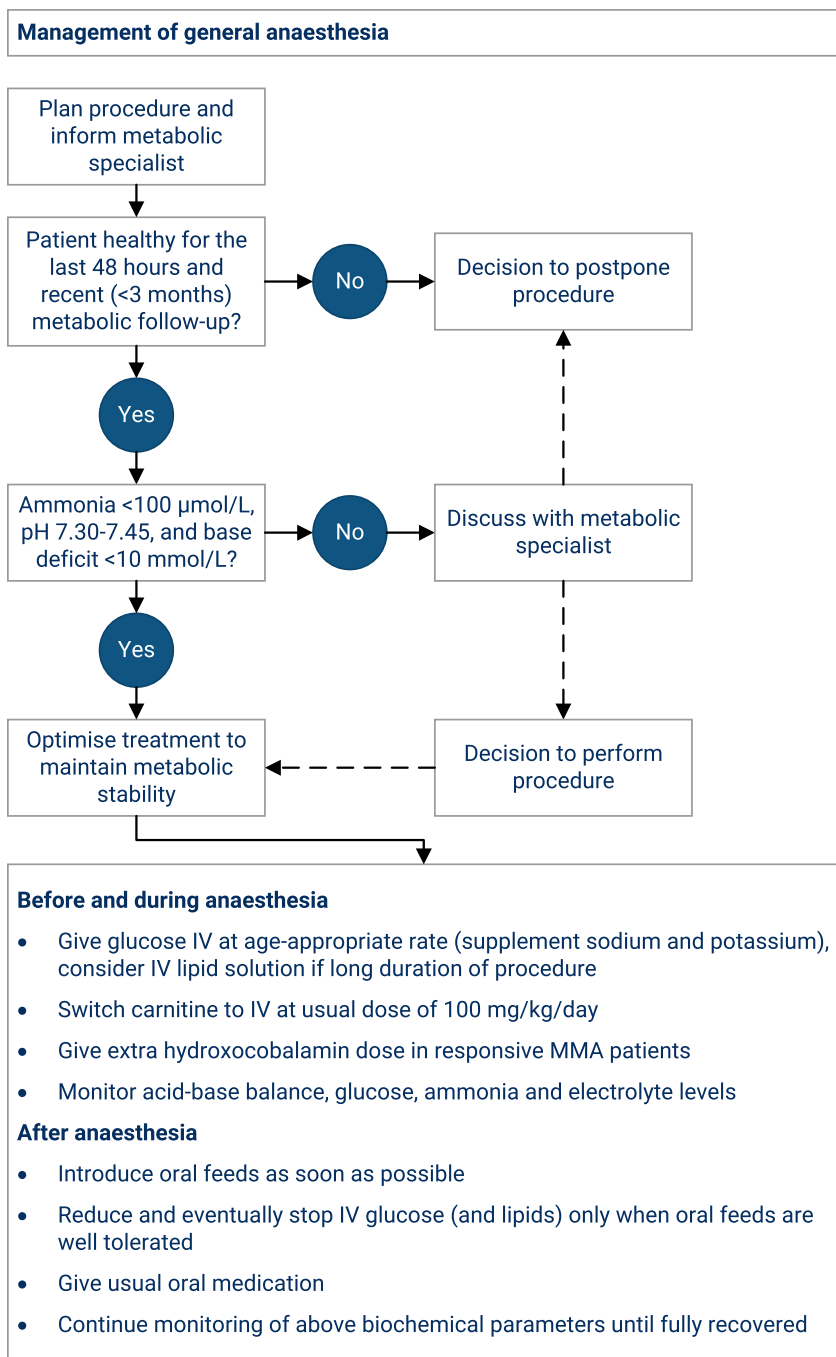 Management of general anaesthesia
Plan procedure and
inform metabolic
specialist
Patient healthy for the
last 48 hours and
recent (<3 months)
metabolic follow-up?
No
Decision to postpone
procedure
Yes
Ammonia <100 µmol/L,
pH 7.30-7.45, and base
deficit <10 mmol/L?
No
Discuss with metabolic
specialist
Yes
Optimise treatment to
maintain metabolic
stability
Decision to perform
procedure
Before and during anaesthesia
• Give glucose IV at age-appropriate rate (supplement sodium and potassium),
consider IV lipid solution if long duration of procedure
• Switch carnitine to IV at usual dose of 100 mg/kg/day
• Give extra hydroxocobalamin dose in responsive MMA patients
• Monitor acid-base balance, glucose, ammonia and electrolyte levels
After anaesthesia
• Introduce oral feeds as soon as possible
• Reduce and eventually stop IV glucose (and lipids) only when oral feeds are
well tolerated
• Give usual oral medication
• Continue monitoring of above biochemical parameters until fully recovered